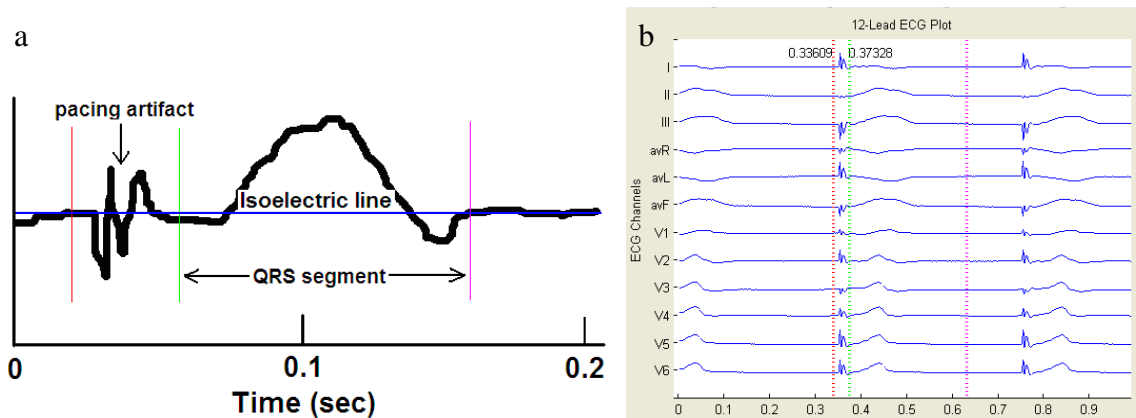 a
pacing artifact
Isoelectric line
QRS segment
0 0.1 0.2
Time (sec)
b
12-Lead ECG Plot
0.33609 0.37328
ECG Channels
I
II
III
avR
avL
avF
V1
V2
V3
V4
V5
V6
0 0.1 0.2 0.3 0.4 0.5 0.6 0.7 0.8 0.9